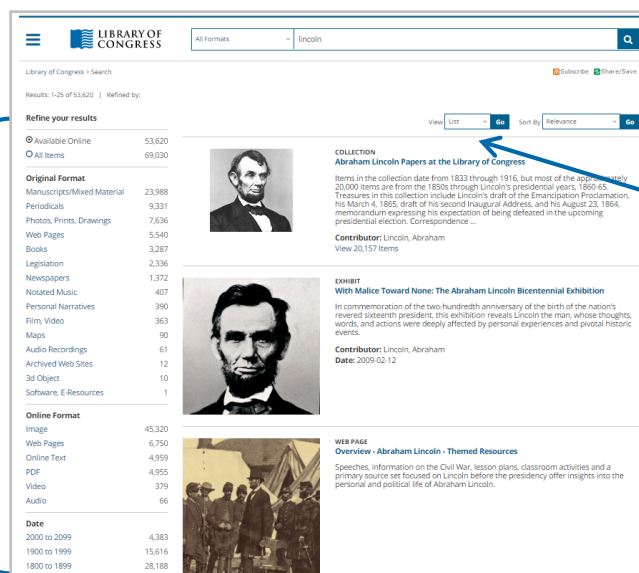 LIBRARY OF
CONGRESS
All Formats
lincoln
Library of Congress > Search
Subscribe
Share/Save
Results: 1-25 of 53,620 | Refined by:
Refine your results
Available Online 53,620
All Items 69,030
Original Format
Manuscripts/Mixed Material 23,988
Periodicals 9,331
Photos, Prints, Drawings 7,636
Web Pages 5,540
Books 3,287
Legislation 2,336
Newspapers 1,372
Notated Music 407
Personal Narratives 390
Film, Video 363
Maps 90
Audio Recordings 61
Archived Web Sites 12
3d Object 10
Software, E-Resources 1
Online Format
Image 45,320
Web Pages 6,750
Online Text 4,959
PDF 4,955
Video 379
Audio 66
Date
2000 to 2099 4,383
1900 to 1999 15,616
1800 to 1899 28,188
View List Go Sort By Relevance Go
COLLECTION
Abraham Lincoln Papers at the Library of Congress
Items in the collection date from 1833 through 1916, but most of the approximately
20,000 items are from the 1850s through Lincoln's presidential years, 1860-65.
Treasures in this collection include Lincoln's draft of the Emancipation Proclamation,
his March 4, 1865, draft of his second Inaugural Address, and his August 23, 1864,
memorandum expressing his expectation of being defeated in the upcoming
presidential election. Correspondence ...
Contributor: Lincoln, Abraham
View 20,157 Items
EXHIBIT
With Malice Toward None: The Abraham Lincoln Bicentennial Exhibition
In commemoration of the two-hundredth anniversary of the birth of the nation's
revered sixteenth president, this exhibition reveals Lincoln the man, whose thoughts,
words, and actions were deeply affected by personal experiences and pivotal historic
events.
Contributor: Lincoln, Abraham
Date: 2009-02-12
WEB PAGE
Overview - Abraham Lincoln - Themed Resources
Speeches, information on the Civil War, lesson plans, classroom activities and a
primary source set focused on Lincoln before the presidency offer insights into the
personal and political life of Abraham Lincoln.